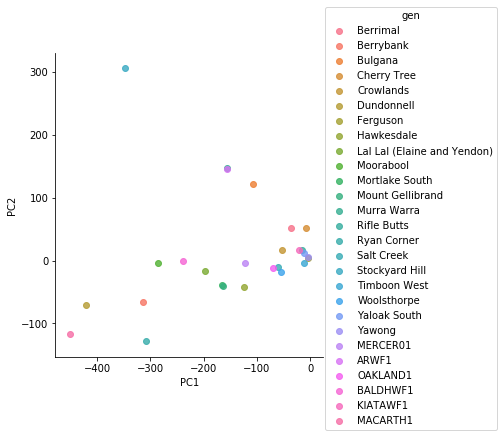 gen
Berrimal
Berrybank
Bulgana
Cherry Tree
Crowlands
Dundonnell
Ferguson
Hawkesdale
Lal Lal (Elaine and Yendon)
Moorabool
Mortlake South
Mount Gellibrand
Murra Warra
Rifle Butts
Ryan Corner
Salt Creek
Stockyard Hill
Timboon West
Woolsthorpe
Yaloak South
Yawong
MERCER01
ARWF1
OAKLAND1
BALDHWF1
KIATAWF1
MACARTH1
300
200
100
0
−100
PC2
−400 −300 −200 −100 0
PC1